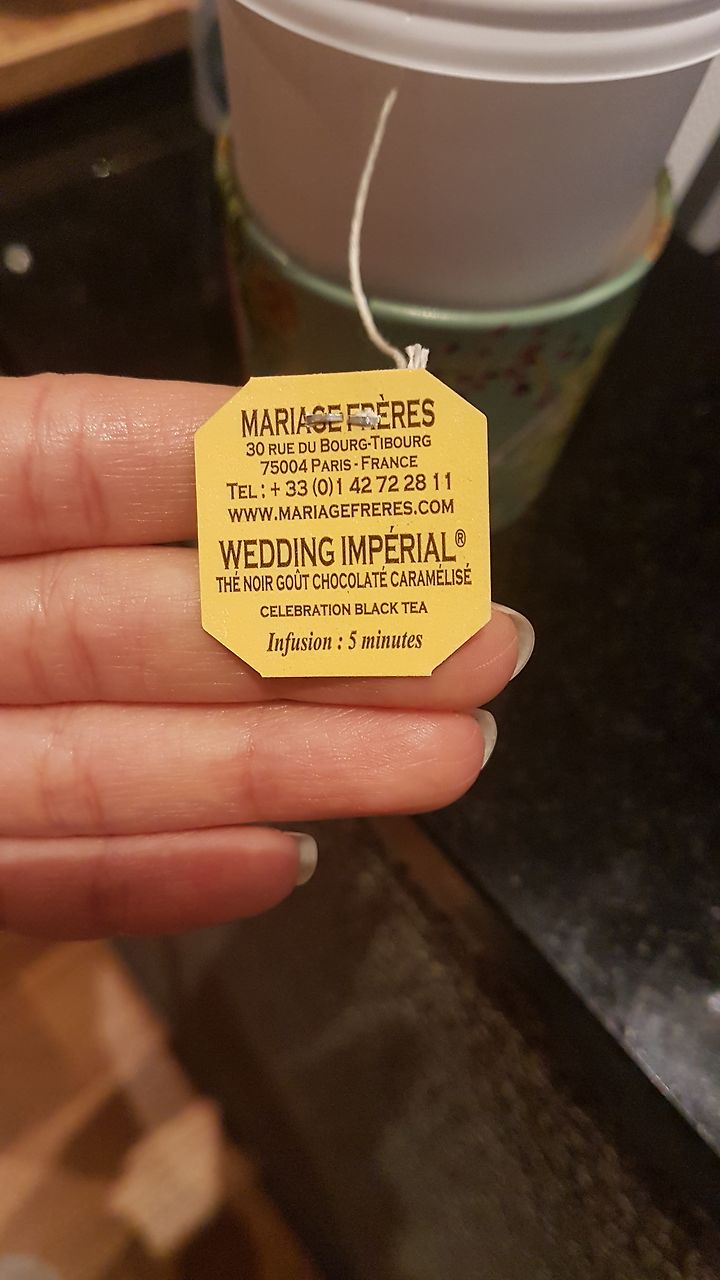 MARIAGE FRÈRES
30 RUE DU BOURG-TIBOURG
75004 PARIS - FRANCE
TEL : + 33 (0)1 42 72 28 11
WWW.MARIAGEFRERES.COM
WEDDING IMPÉRIAL®
THÉ NOIR GOÛT CHOCOLATÉ CARAMÉLISÉ
CELEBRATION BLACK TEA
Infusion : 5 minutes